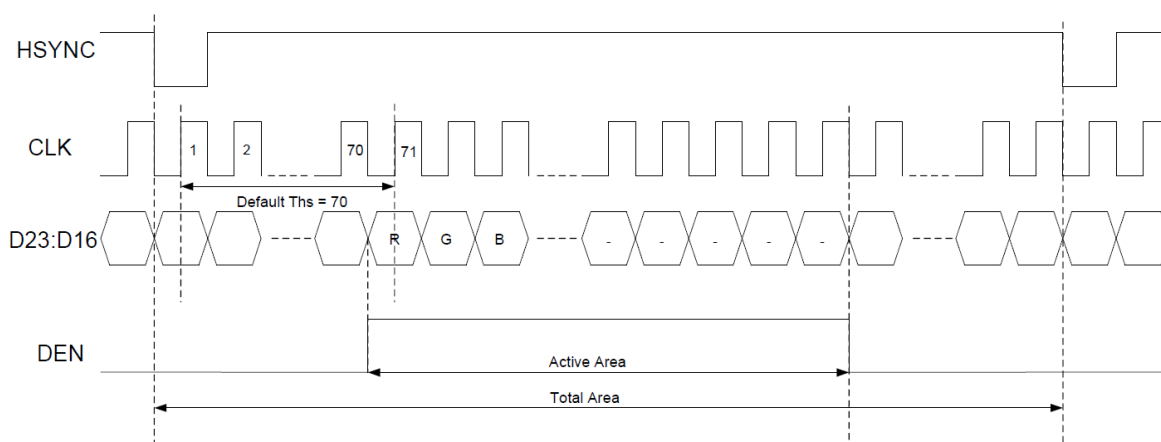 HSYNC
CLK
1
2
70
71
Default Ths = 70
D23:D16
R
G
B
-
-
-
-
-
DEN
Active Area
Total Area